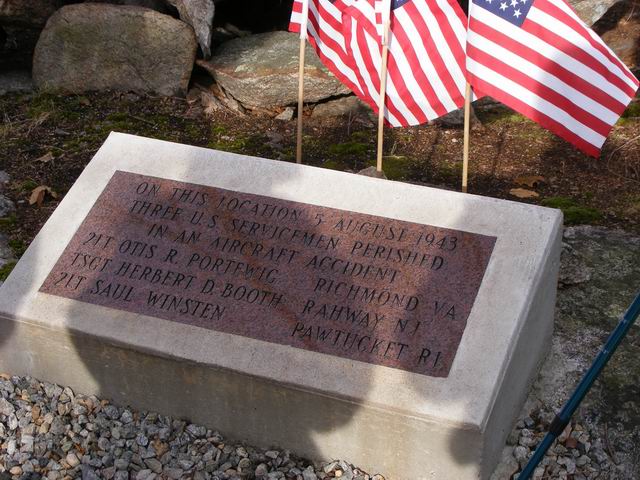 ON THIS LOCATION 5 AUGUST 1943
THREE U.S. SERVICEMEN PERISHED
IN AN AIRCRAFT ACCIDENT
2LT OTIS R. PORTEWIG RICHMOND VA
TSGT HERBERT D. BOOTH RAHWAY NJ
2LT SAUL WINSTEN PAWTUCKET RI